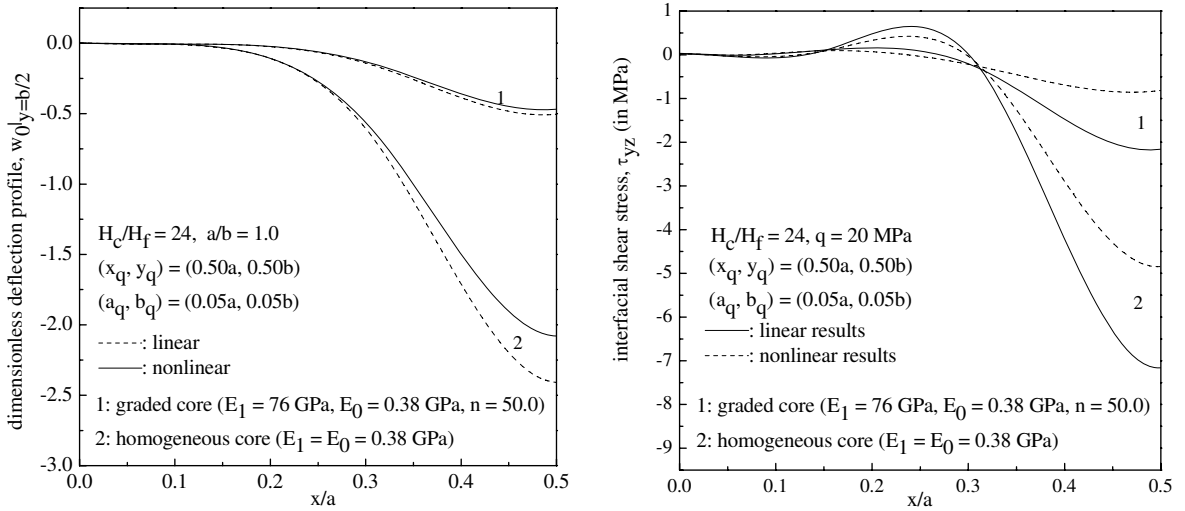 dimensionless deflection profile, w0|y=b/2
0.0
-0.5
-1.0
-1.5
-2.0
-2.5
-3.0
1
2
Hc/Hf = 24, a/b = 1.0
(xq, yq) = (0.50a, 0.50b)
(aq, bq) = (0.05a, 0.05b)
: linear
: nonlinear
1: graded core (E1 = 76 GPa, E0 = 0.38 GPa, n = 50.0)
2: homogeneous core (E1 = E0 = 0.38 GPa)
0.0 0.1 0.2 0.3 0.4 0.5
x/a
interfacial shear stress, τyz (in MPa)
1
0
-1
-2
-3
-4
-5
-6
-7
-8
-9
1
2
Hc/Hf = 24, q = 20 MPa
(xq, yq) = (0.50a, 0.50b)
(aq, bq) = (0.05a, 0.05b)
: linear results
: nonlinear results
1: graded core (E1 = 76 GPa, E0 = 0.38 GPa, n = 50.0)
2: homogeneous core (E1 = E0 = 0.38 GPa)
0.0 0.1 0.2 0.3 0.4 0.5
x/a